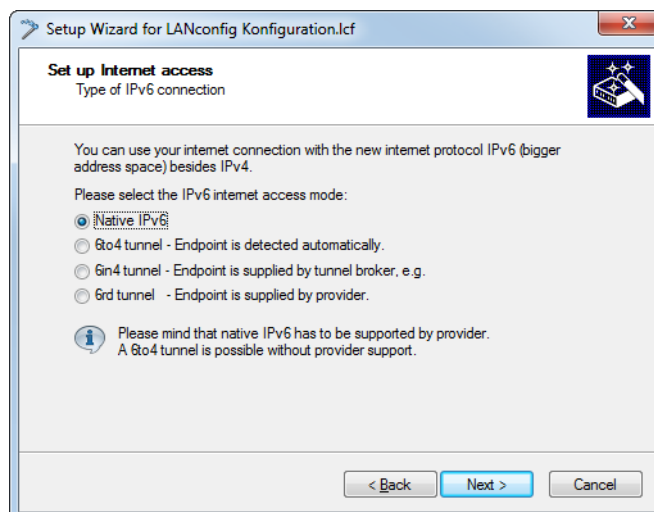 Setup Wizard for LANconfig Konfiguration.lcf
Set up Internet access
Type of IPv6 connection
You can use your internet connection with the new internet protocol IPv6 (bigger
address space) besides IPv4.
Please select the IPv6 internet access mode:
Native IPv6
6to4 tunnel - Endpoint is detected automatically.
6in4 tunnel - Endpoint is supplied by tunnel broker, e.g.
6rd tunnel - Endpoint is supplied by provider.
Please mind that native IPv6 has to be supported by provider.
A 6to4 tunnel is possible without provider support.
< Back Next > Cancel